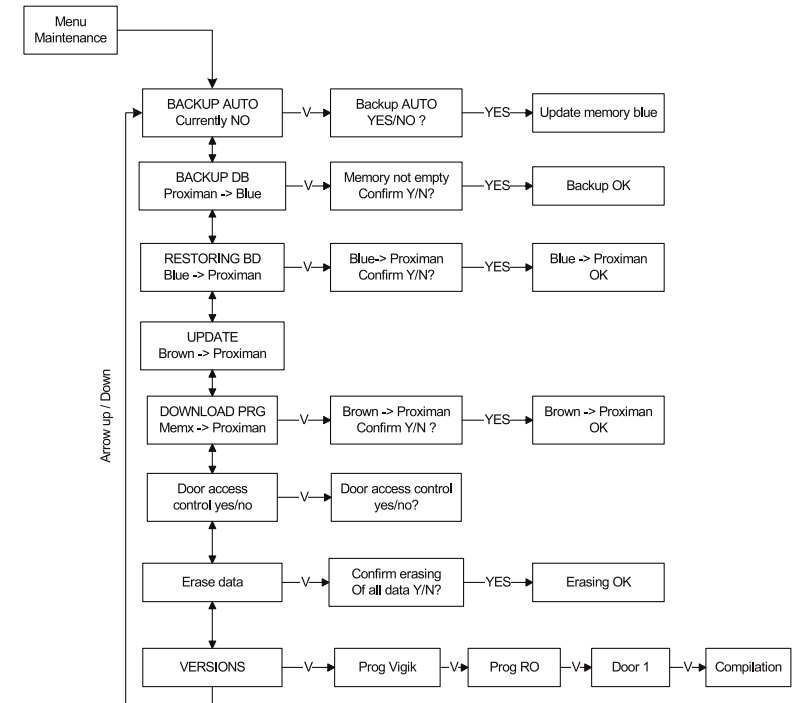 Menu
Maintenance
BACKUP AUTO
Currently NO
V
Backup AUTO
YES/NO ?
YES
Update memory blue
BACKUP DB
Proximan -> Blue
V
Memory not empty
Confirm Y/N?
YES
Backup OK
RESTORING BD
Blue -> Proximan
V
Blue-> Proximan
Confirm Y/N?
YES
Blue -> Proximan
OK
UPDATE
Brown -> Proximan
Arrow up / Down
DOWNLOAD PRG
Memx -> Proximan
V
Brown -> Proximan
Confirm Y/N ?
YES
Brown -> Proximan
OK
Door access
control yes/no
V
Door access control
yes/no?
Erase data
V
Confirm erasing
Of all data Y/N?
YES
Erasing OK
VERSIONS
V
Prog Vigik
V
Prog RO
V
Door 1
V
Compilation